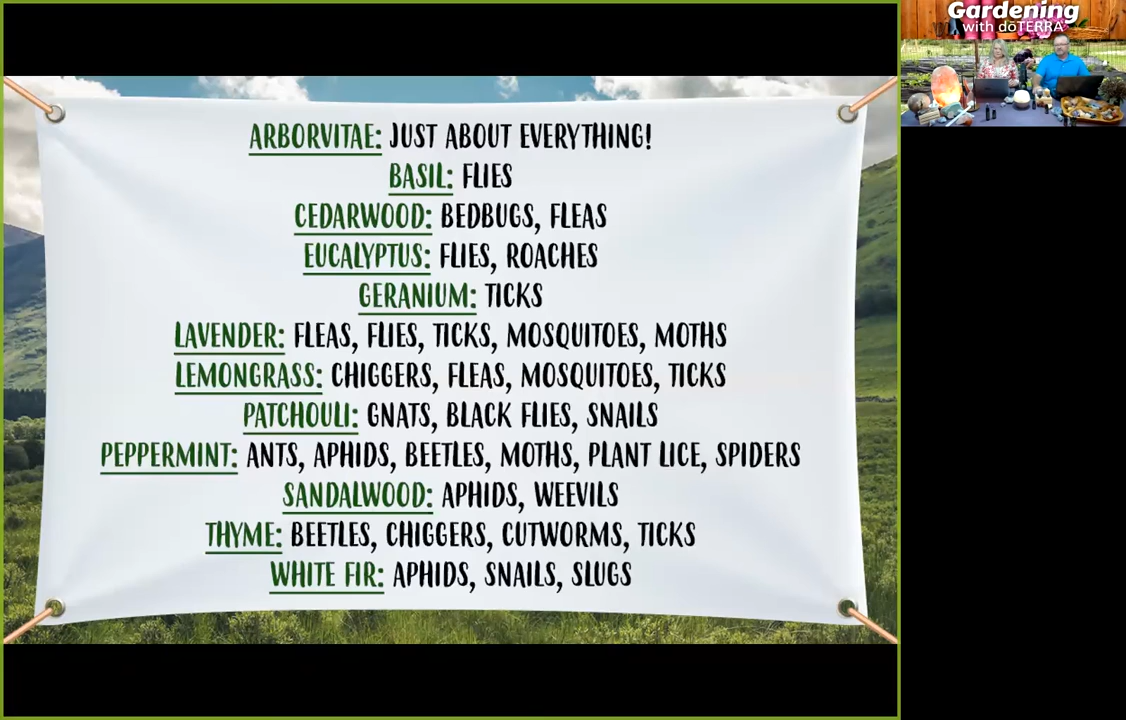 ARBORVITAE: JUST ABOUT EVERYTHING!
BASIL: FLIES
CEDARWOOD: BEDBUGS, FLEAS
EUCALYPTUS: FLIES, ROACHES
GERANIUM: TICKS
LAVENDER: FLEAS, FLIES, TICKS, MOSQUITOES, MOTHS
LEMONGRASS: CHIGGERS, FLEAS, MOSQUITOES, TICKS
PATCHOULI: GNATS, BLACK FLIES, SNAILS
PEPPERMINT: ANTS, APHIDS, BEETLES, MOTHS, PLANT LICE, SPIDERS
SANDALWOOD: APHIDS, WEEVILS
THYME: BEETLES, CHIGGERS, CUTWORMS, TICKS
WHITE FIR: APHIDS, SNAILS, SLUGS
Gardening
with dōTERRA